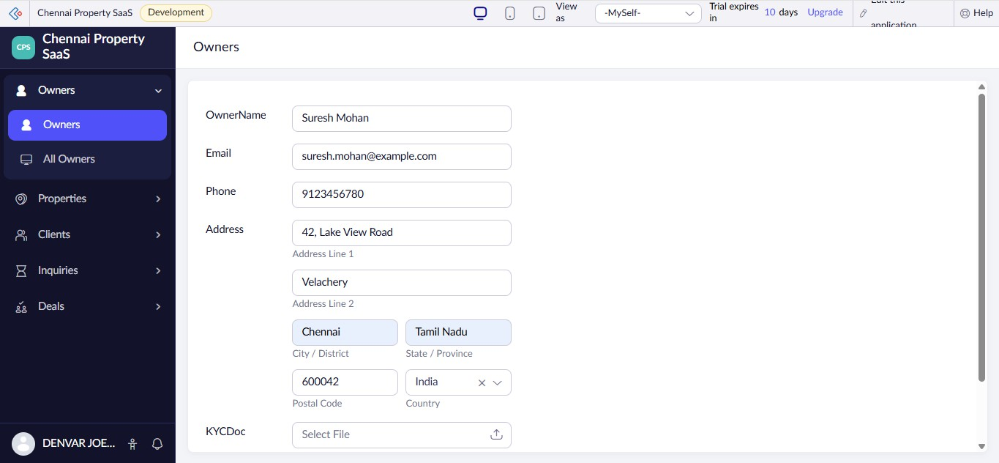 Chennai Property SaaS
Development
View
as
-MySelf-
Trial expires
in
10 days
Upgrade
Edit this
application
Help
CPS
Chennai Property
SaaS
Owners
Owners
Owners
All Owners
Properties
Clients
Inquiries
Deals
DENVAR JOE...
OwnerName
Suresh Mohan
Email
suresh.mohan@example.com
Phone
9123456780
Address
42, Lake View Road
Address Line 1
Velachery
Address Line 2
Chennai
Tamil Nadu
City / District
State / Province
600042
India
Postal Code
Country
KYCDoc
Select File